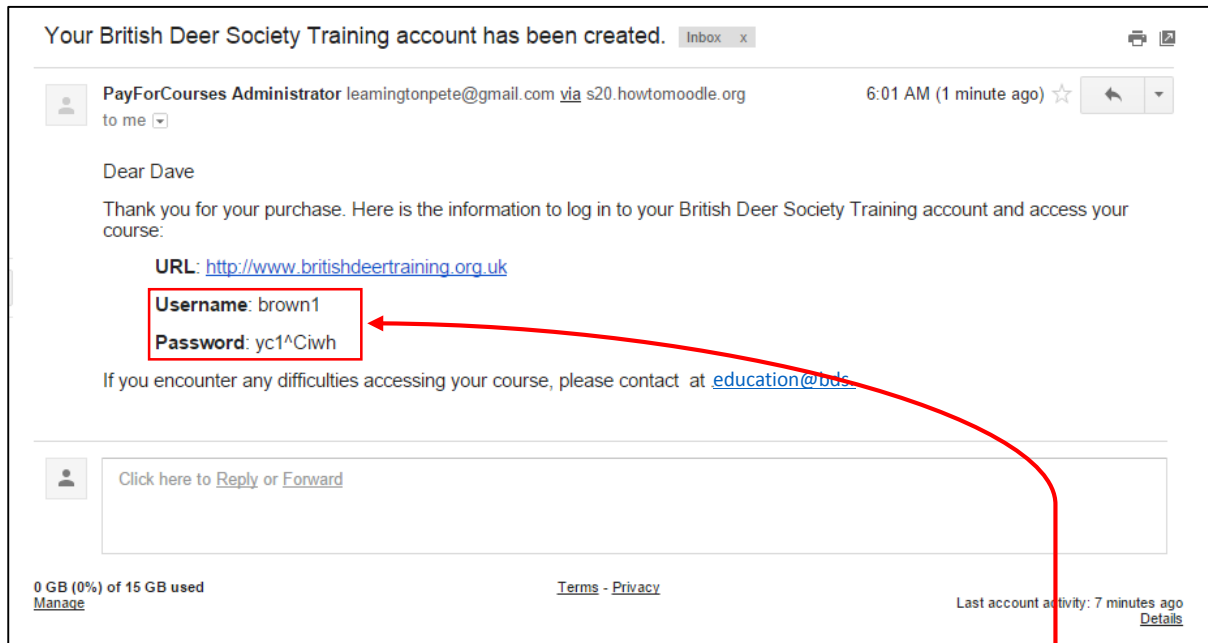 Your British Deer Society Training account has been created. Inbox x
PayForCourses Administrator leamingtonpete@gmail.com via s20.howtomoodle.org 6:01 AM (1 minute ago)
to me
Dear Dave
Thank you for your purchase. Here is the information to log in to your British Deer Society Training account and access your
course:
URL: http://www.britishdeertraining.org.uk
Username: brown1
Password: yc1^Ciwh
If you encounter any difficulties accessing your course, please contact at education@bds.
Click here to Reply or Forward
0 GB (0%) of 15 GB used
Manage
Terms - Privacy
Last account activity: 7 minutes ago
Details